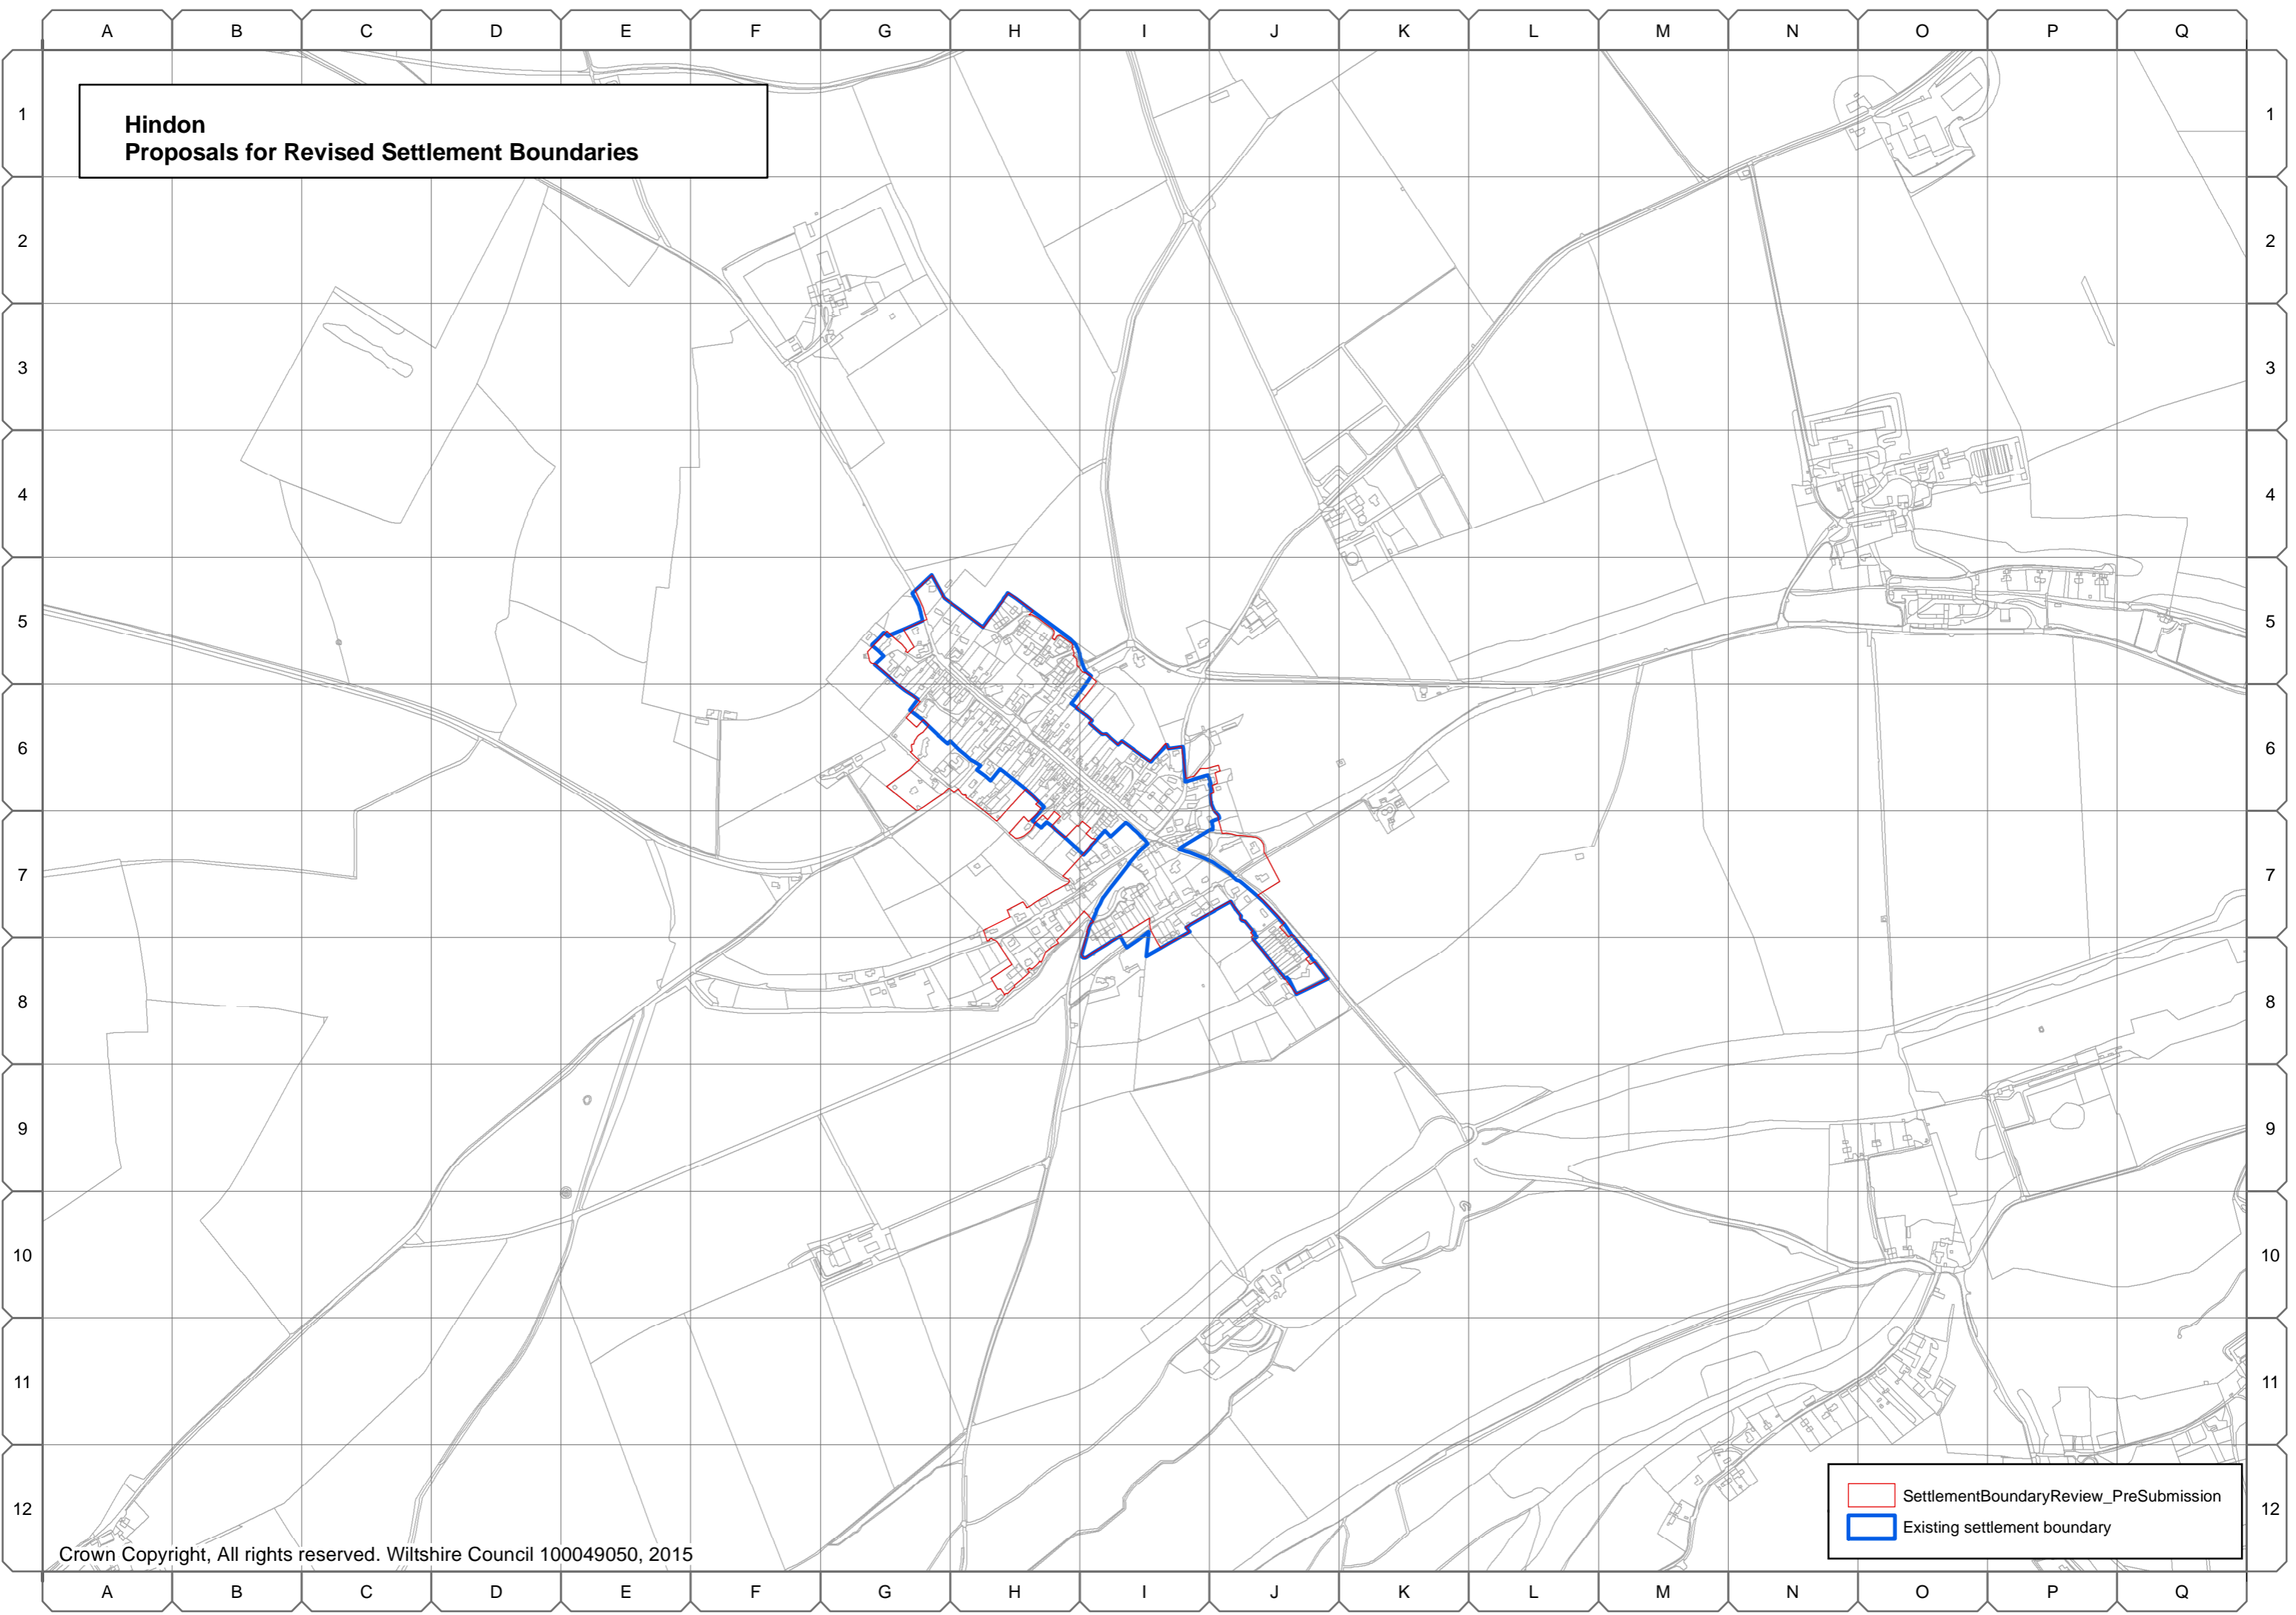 A B C D E F G H I J K L M N O P Q
Hindon
Proposals for Revised Settlement Boundaries
1 1
2 2
3 3
4 4
5 5
6 6
7 7
8 8
9 9
10 10
11 11
12 12
SettlementBoundaryReview_PreSubmission
Existing settlement boundary
Crown Copyright, All rights reserved. Wiltshire Council 100049050, 2015
A B C D E F G H I J K L M N O P Q